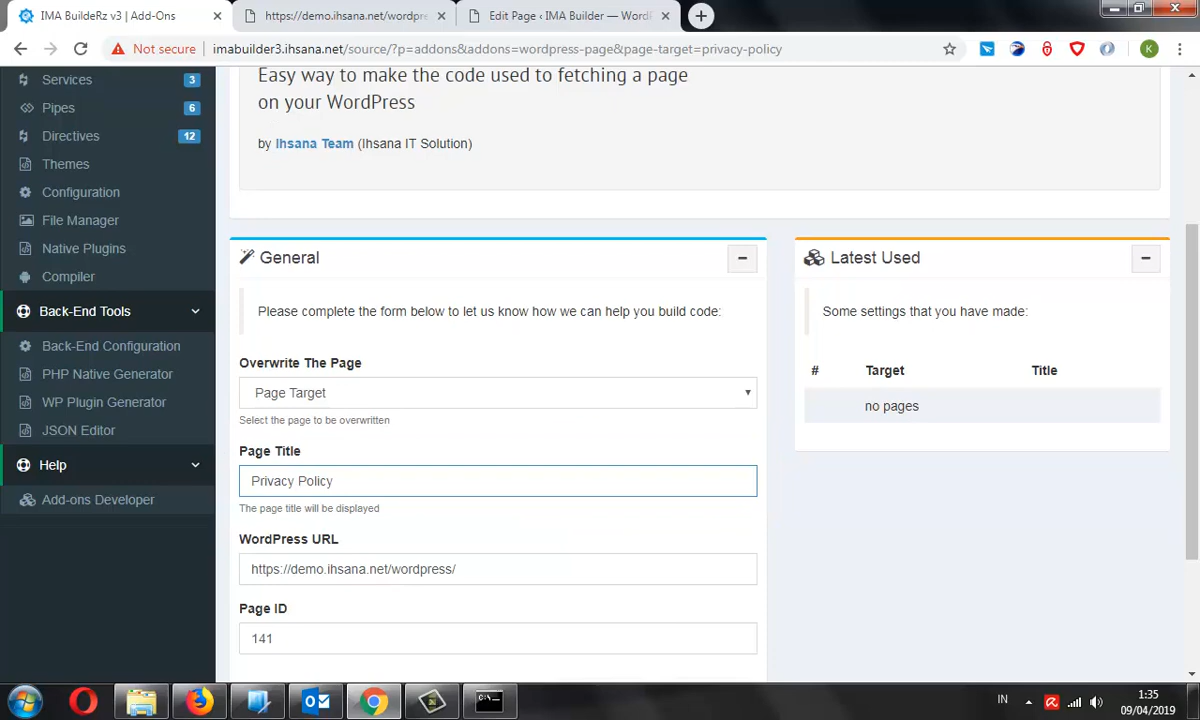 IMA BuildeRz v3 | Add-Ons
https://demo.ihsana.net/wordpre
Edit Page ‹ IMA Builder — WordP
Not secure
imabuilder3.ihsana.net/source/?p=addons&addons=wordpress-page&page-target=privacy-policy
K
Services 3
Pipes 6
Directives 12
Themes
Configuration
File Manager
Native Plugins
Compiler
Back-End Tools
Back-End Configuration
PHP Native Generator
WP Plugin Generator
JSON Editor
Help
Add-ons Developer
Easy way to make the code used to fetching a page
on your WordPress
by Ihsana Team (Ihsana IT Solution)
General
Please complete the form below to let us know how we can help you build code:
Overwrite The Page
Page Target
Select the page to be overwritten
Page Title
Privacy Policy
The page title will be displayed
WordPress URL
https://demo.ihsana.net/wordpress/
Page ID
141
Latest Used
Some settings that you have made:
# Target Title
no pages
IN
1:35
09/04/2019